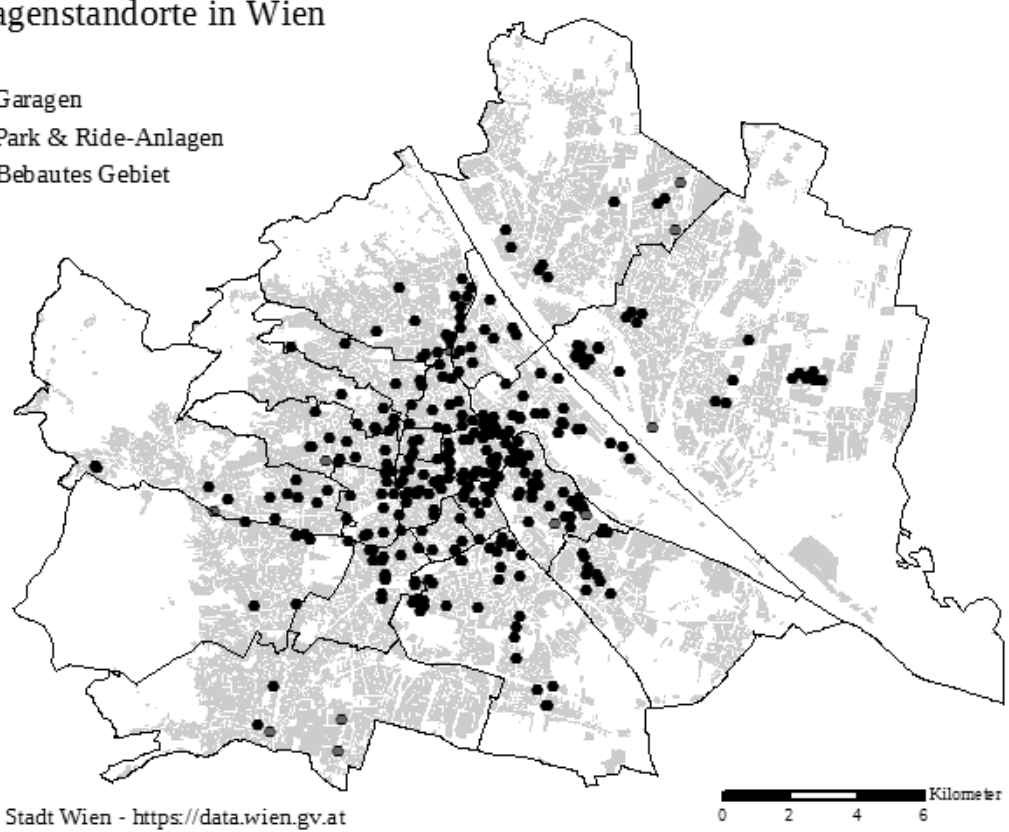 agenstandorte in Wien
Garagen
Park & Ride-Anlagen
Bebautes Gebiet
Kilometer
0 2 4 6
Stadt Wien - https://data.wien.gv.at